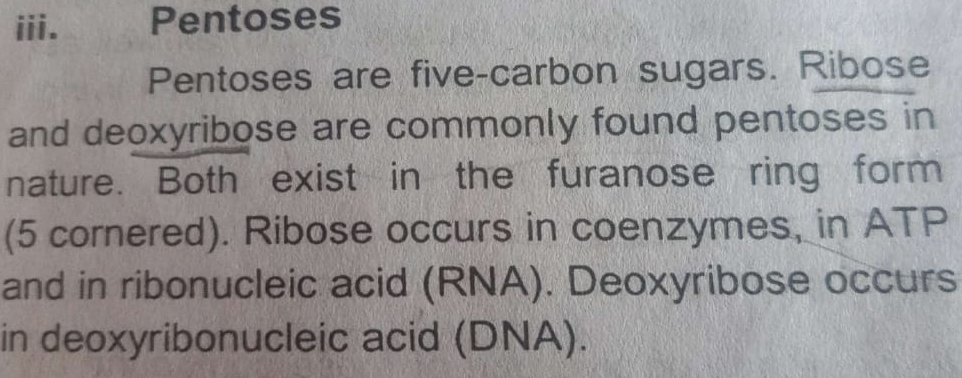 iii. Pentoses
Pentoses are five-carbon sugars. Ribose
and deoxyribose are commonly found pentoses in
nature. Both exist in the furanose ring form
(5 cornered). Ribose occurs in coenzymes, in ATP
and in ribonucleic acid (RNA). Deoxyribose occurs
in deoxyribonucleic acid (DNA).